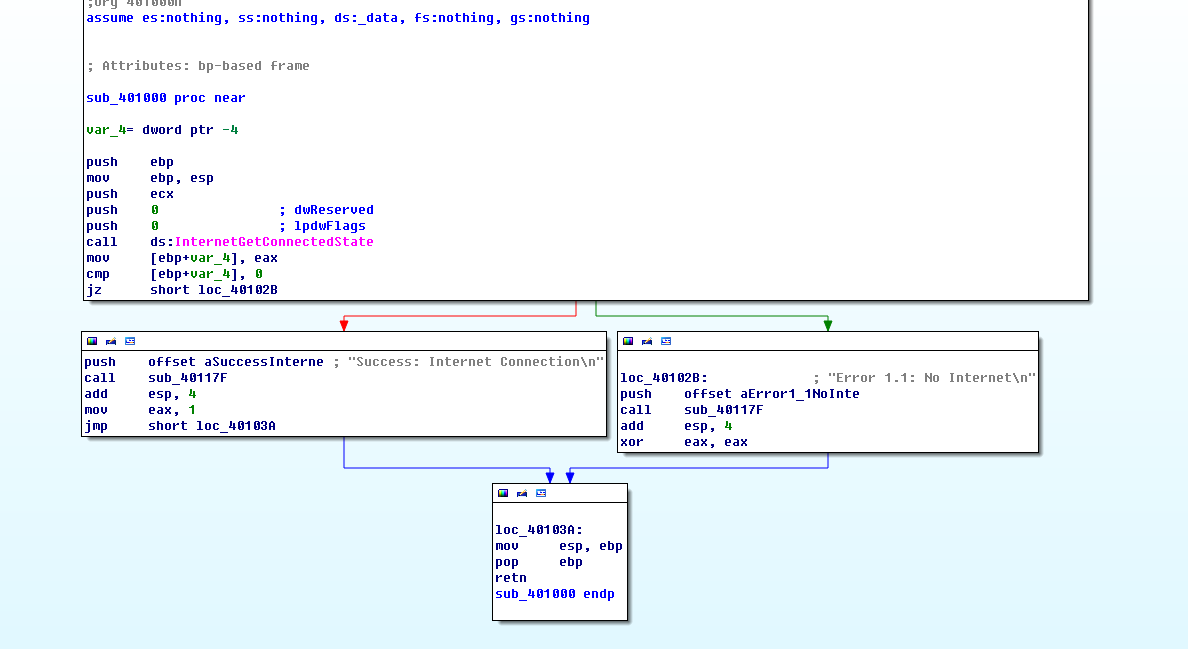 ;org 401000h
assume es:nothing, ss:nothing, ds:_data, fs:nothing, gs:nothing
; Attributes: bp-based frame
sub_401000 proc near
var_4= dword ptr -4
push    ebp
mov     ebp, esp
push    ecx
push    0               ; dwReserved
push    0               ; lpdwFlags
call    ds:InternetGetConnectedState
mov     [ebp+var_4], eax
cmp     [ebp+var_4], 0
jz      short loc_40102B
push    offset aSuccessInterne ; "Success: Internet Connection\n"
call    sub_40117F
add     esp, 4
mov     eax, 1
jmp     short loc_40103A
loc_40102B:             ; "Error 1.1: No Internet\n"
push    offset aError1_1NoInte
call    sub_40117F
add     esp, 4
xor     eax, eax
loc_40103A:
mov     esp, ebp
pop     ebp
retn
sub_401000 endp